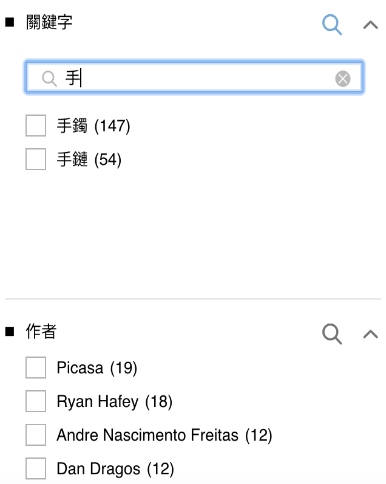 關鍵字
手
手鐲 (147)
手鏈 (54)
作者
Picasa (19)
Ryan Hafey (18)
Andre Nascimento Freitas (12)
Dan Dragos (12)